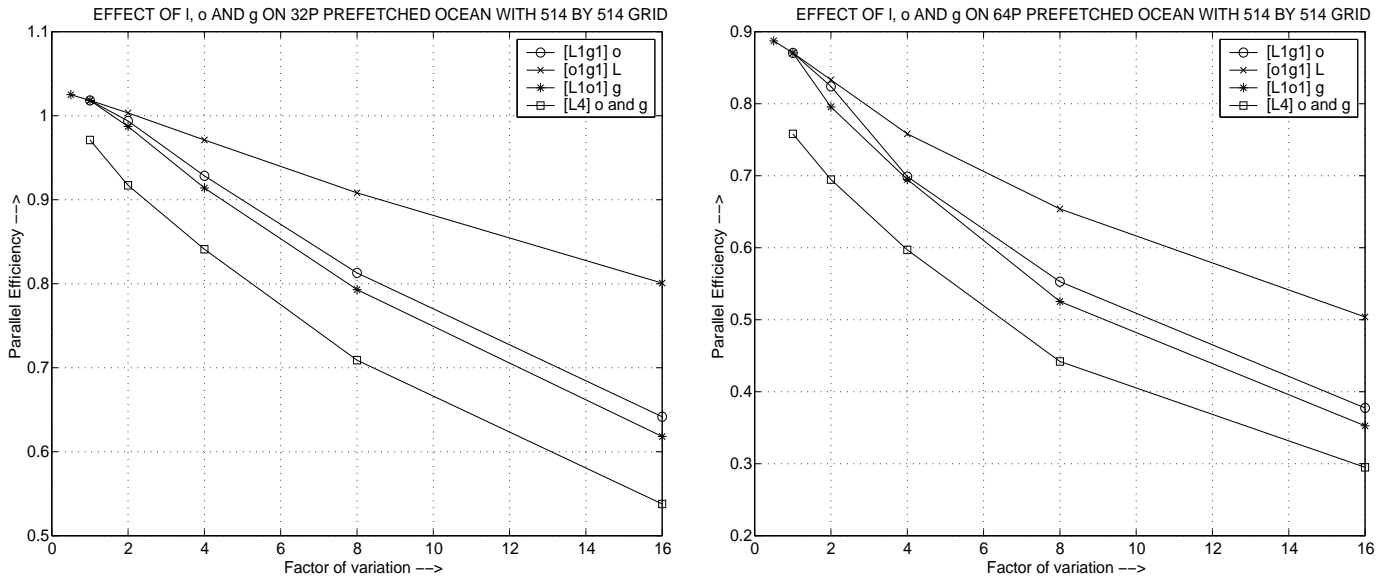 EFFECT OF l, o AND g ON 32P PREFETCHED OCEAN WITH 514 BY 514 GRID
1.1
1
0.9
0.8
0.7
0.6
0.5
Parallel Efficiency −−>
[L1g1] o
[o1g1] L
[L1o1] g
[L4] o and g
0 2 4 6 8 10 12 14 16
Factor of variation −−>
EFFECT OF l, o AND g ON 64P PREFETCHED OCEAN WITH 514 BY 514 GRID
0.9
0.8
0.7
0.6
0.5
0.4
0.3
0.2
Parallel Efficiency −−>
[L1g1] o
[o1g1] L
[L1o1] g
[L4] o and g
0 2 4 6 8 10 12 14 16
Factor of variation −−>